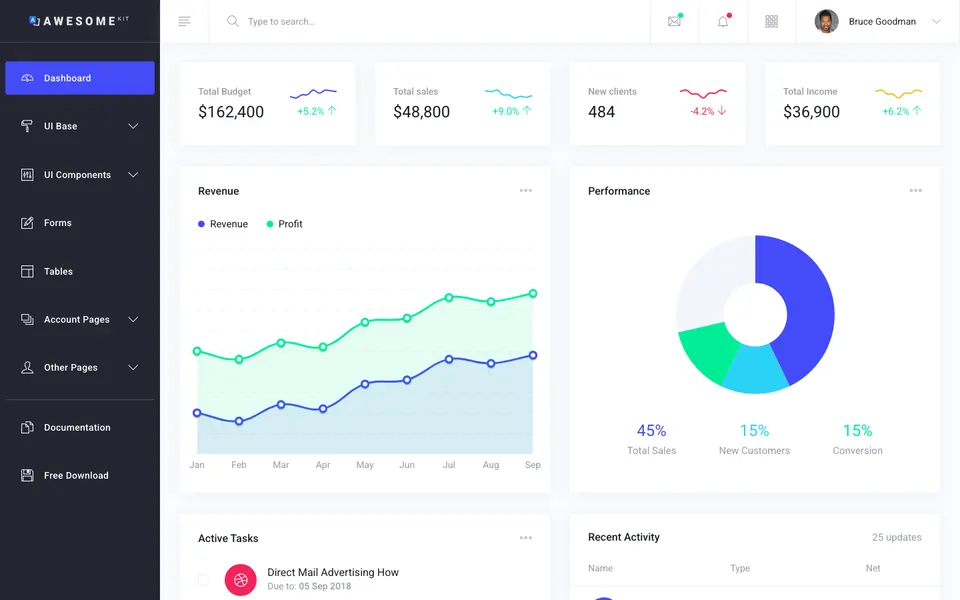 AWESOMEKIT
Type to search...
Bruce Goodman
Dashboard
UI Base
UI Components
Forms
Tables
Account Pages
Other Pages
Documentation
Free Download
Total Budget
$162,400
+5.2%
Total sales
$48,800
+9.0%
New clients
484
-4.2%
Total Income
$36,900
+6.2%
Revenue
Revenue Profit
Jan Feb Mar Apr May Jun Jul Aug Sep
Performance
45% 15% 15%
Total Sales New Customers Conversion
Active Tasks
Direct Mail Advertising How
Due to: 05 Sep 2018
Recent Activity 25 updates
Name Type Net